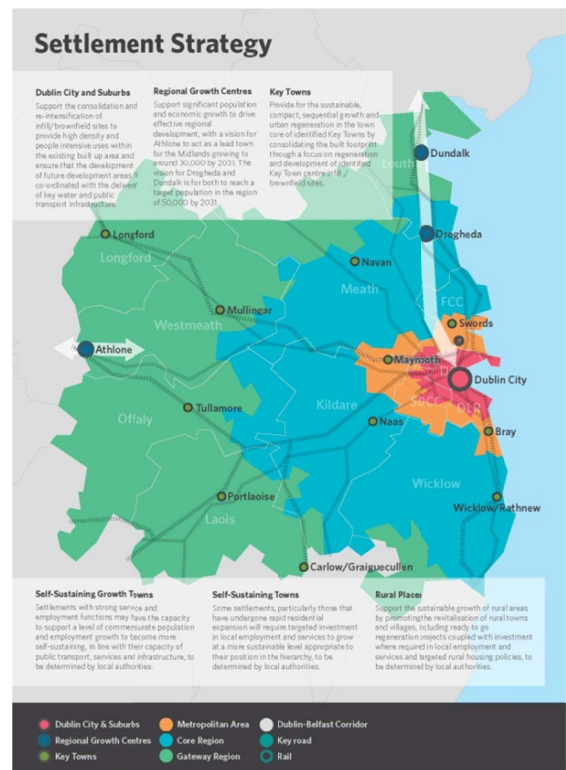 Settlement Strategy
Dublin City and Suburbs
Support the consolidation and
re-intensification of
infill/brownfield sites to
provide high density and
people intensive uses within
the existing built up area and
ensure that the development
of future development areas is
co-ordinated with the delivery
of key water and public
transport infrastructure.
Regional Growth Centres
Support significant population
and economic growth to drive
effective regional
development, with a vision for
Athlone to act as a lead town
for the Midlands growing to
around 30,000 by 2031. The
vision for Drogheda and
Dundalk is for both to reach a
target population in the region
of 50,000 by 2031.
Key Towns
Provide for the sustainable,
compact, sequential growth and
urban regeneration in the town
core of identified Key Towns by
consolidating the built footprint
through a focus on regeneration
and development of identified
Key Town centre infill /
brownfield sites.
Louth
Dundalk
Longford
Longford
Drogheda
Navan
Meath
FCC
Mullingar
Westmeath
Swords
Athlone
Maynooth
Dublin City
SDCC
DLR
Tullamore
Offaly
Kildare
Naas
Bray
Wicklow
Portlaoise
Laois
Wicklow/Rathnew
Carlow/Graiguecullen
Self-Sustaining Growth Towns
Settlements with strong service and
employment functions may have the capacity
to support a level of commensurate population
and employment growth to become more
self-sustaining, in line with their capacity of
public transport, services and infrastructure, to
be determined by local authorities.
Self-Sustaining Towns
Some settlements, particularly those that
have undergone rapid residential
expansion will require targeted investment
in local employment and services to grow
at a more sustainable level appropriate to
their position in the hierarchy, to be
determined by local authorities.
Rural Places
Support the sustainable growth of rural areas
by promoting the revitalisation of rural towns
and villages, including ready to go
regeneration projects coupled with investment
where required in local employment and
services and targeted rural housing policies, to
be determined by local authorities.
Dublin City & Suburbs
Metropolitan Area
Dublin-Belfast Corridor
Regional Growth Centres
Core Region
Key road
Key Towns
Gateway Region
Rail